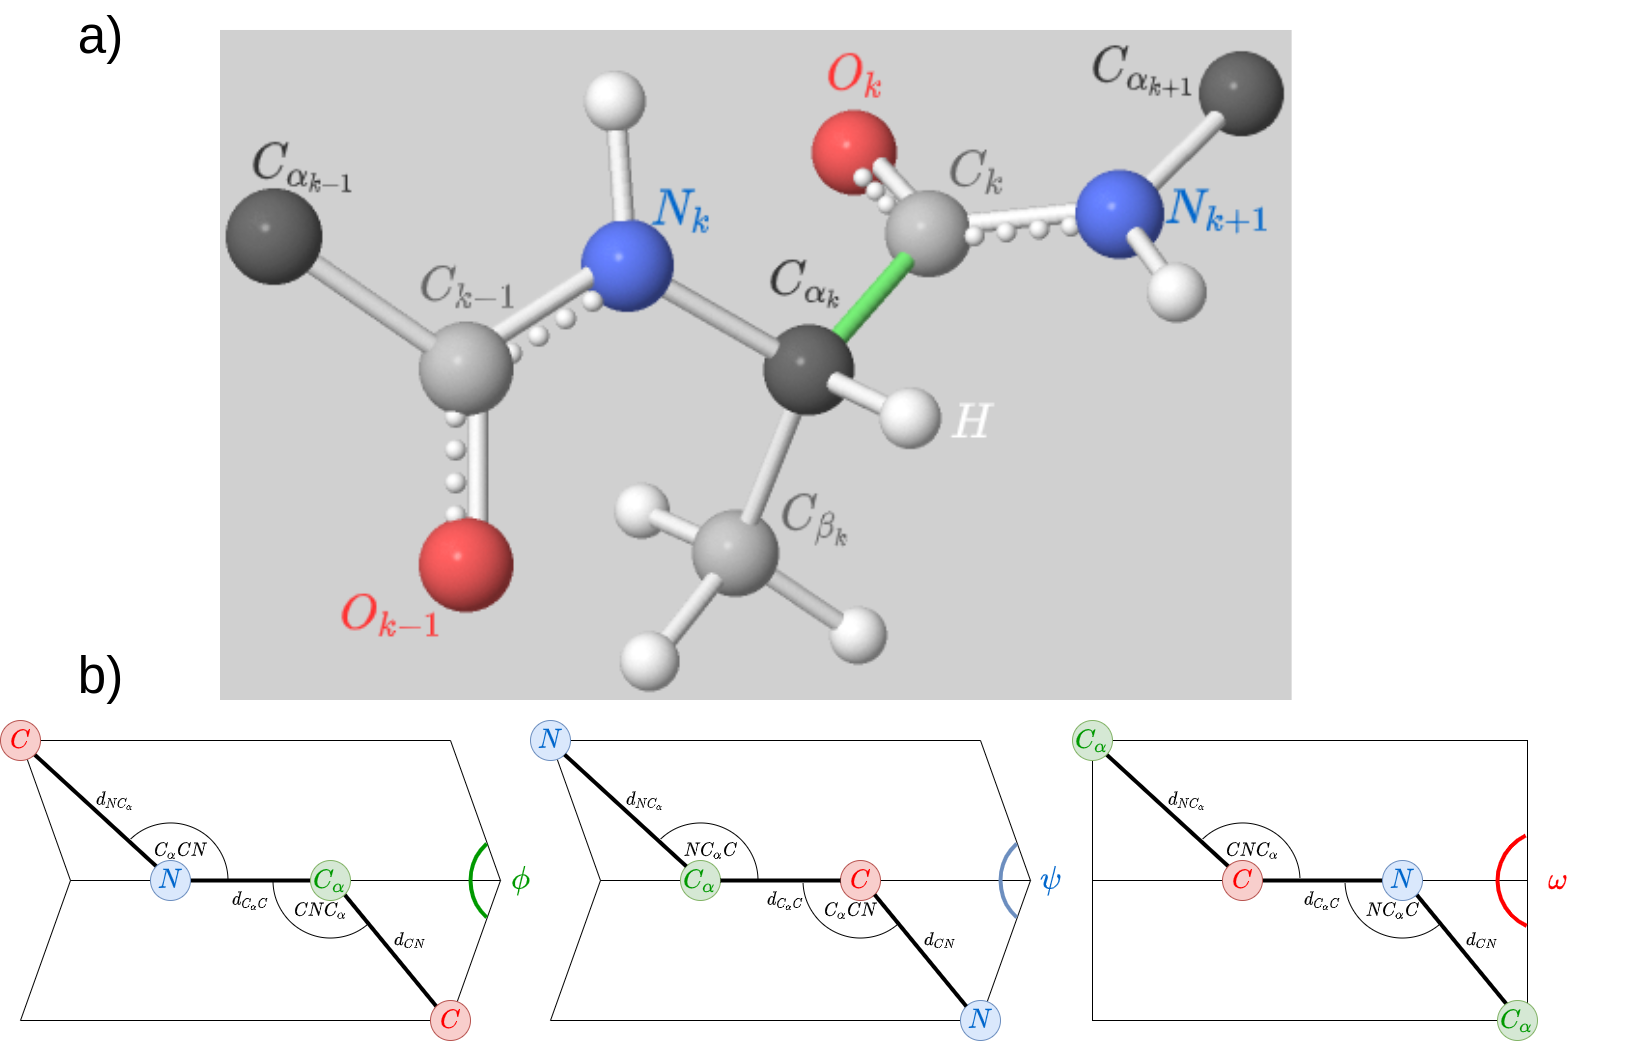 a)
O_k
C_{α_{k+1}}
C_{α_{k-1}}
C_k
N_k
N_{k+1}
C_{k-1}
C_{α_k}
H
C_{β_k}
O_{k-1}
b)
C
d_{NC_α}
C_αCN
N
C_α
ϕ
d_{C_αC}
CNC_α
d_{CN}
C
N
d_{NC_α}
NC_αC
C_α
C
ψ
d_{C_αC}
C_αCN
d_{CN}
N
C_α
d_{NC_α}
CNC_α
C
N
ω
d_{C_αC}
NC_αC
d_{CN}
C_α